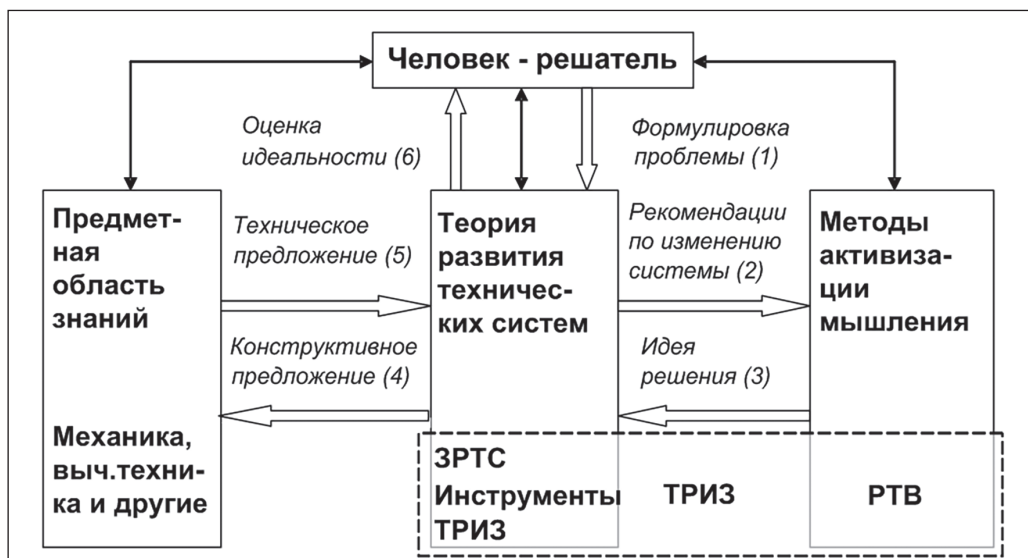 Человек - решатель
Оценка
идеальности (6)
Формулировка
проблемы (1)
Предмет-
ная
область
знаний
Механика,
выч.техни-
ка и другие
Техническое
предложение (5)
Конструктивное
предложение (4)
Теория
развития
техничес-
ких систем
ЗРТС
Инструменты
ТРИЗ
Рекомендации
по изменению
системы (2)
Идея
решения (3)
ТРИЗ
Методы
активиза-
ции
мышления
РТВ